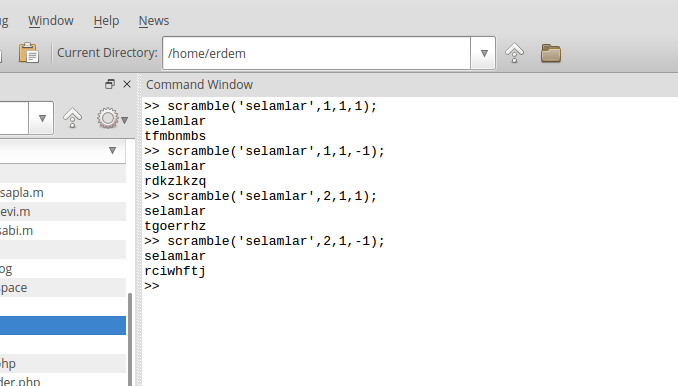 Window Help News
Current Directory: /home/erdem
Command Window
>> scramble('selamlar',1,1,1);
selamlar
tfmbnmbs
>> scramble('selamlar',1,1,-1);
selamlar
rdkzlkzq
>> scramble('selamlar',2,1,1);
selamlar
tgoerrhz
>> scramble('selamlar',2,1,-1);
selamlar
rciwhftj
>>
sapla.m
evi.m
sabi.m
og
space
php
der.php